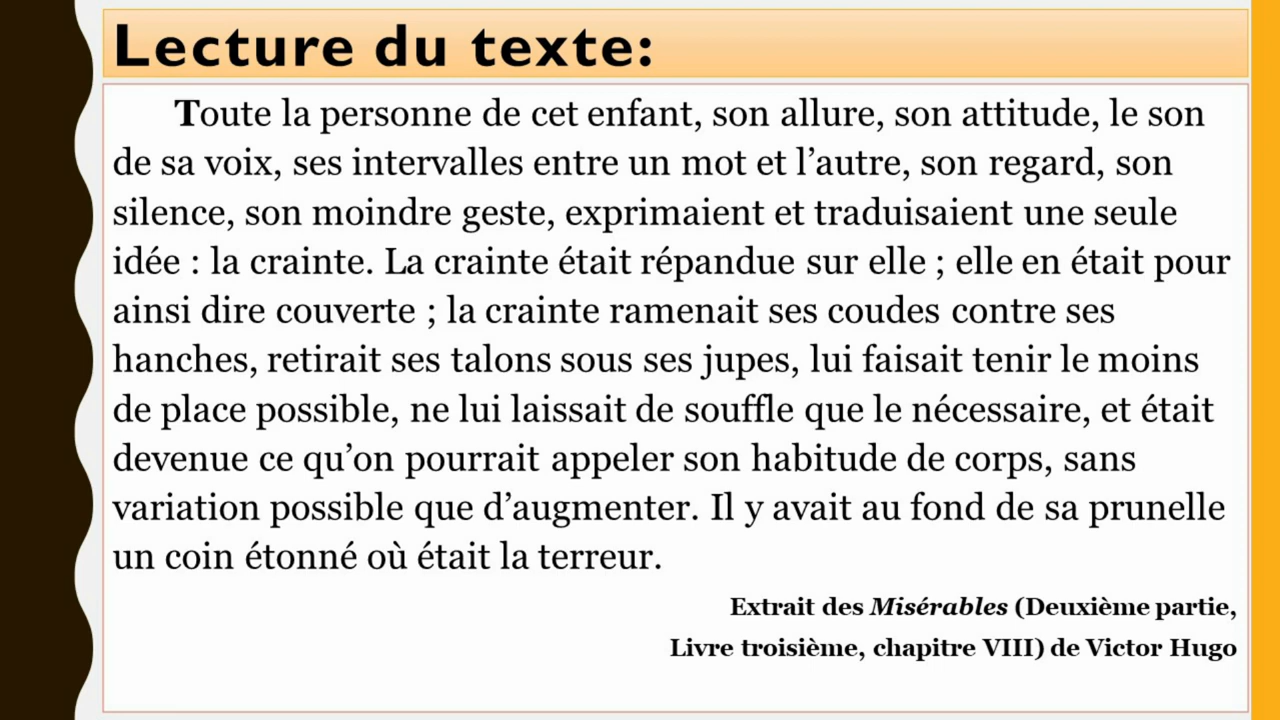 Lecture du texte:
Toute la personne de cet enfant, son allure, son attitude, le son
de sa voix, ses intervalles entre un mot et l’autre, son regard, son
silence, son moindre geste, exprimaient et traduisaient une seule
idée : la crainte. La crainte était répandue sur elle ; elle en était pour
ainsi dire couverte ; la crainte ramenait ses coudes contre ses
hanches, retirait ses talons sous ses jupes, lui faisait tenir le moins
de place possible, ne lui laissait de souffle que le nécessaire, et était
devenue ce qu’on pourrait appeler son habitude de corps, sans
variation possible que d’augmenter. Il y avait au fond de sa prunelle
un coin étonné où était la terreur.
Extrait des Misérables (Deuxième partie,
Livre troisième, chapitre VIII) de Victor Hugo